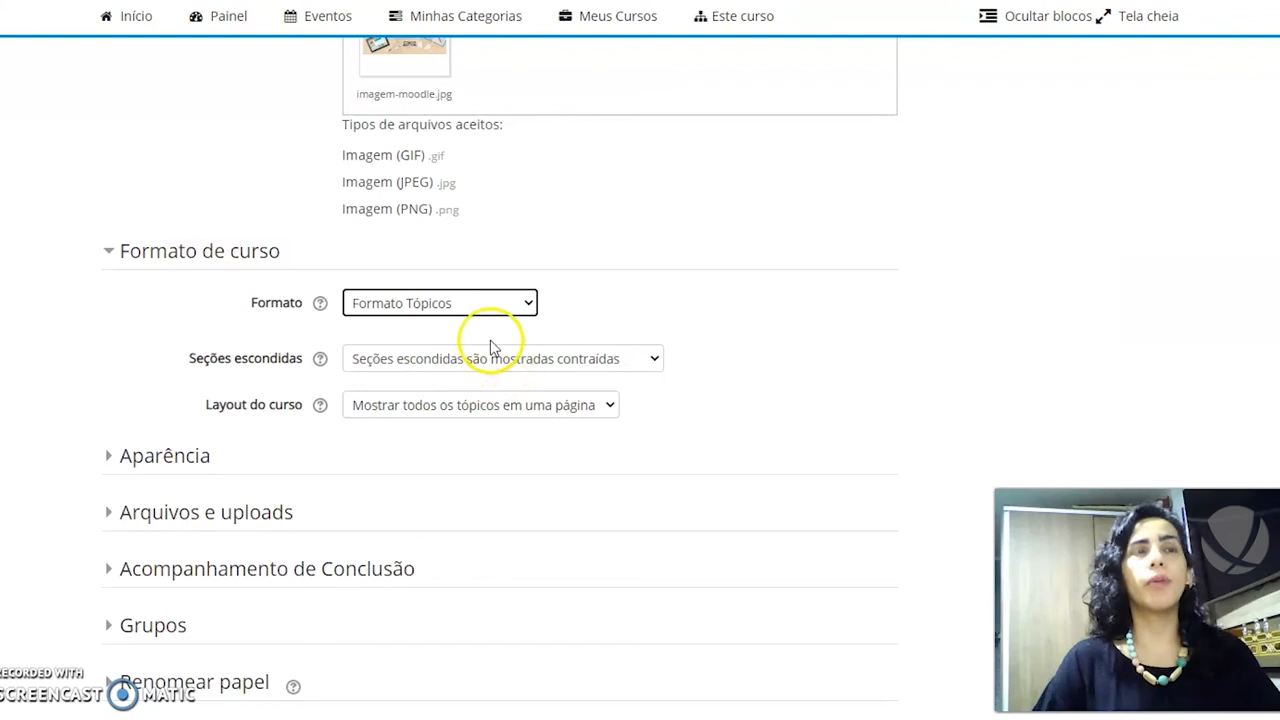 Início Painel Eventos Minhas Categorias Meus Cursos Este curso Ocultar blocos Tela cheia
imagem-moodle.jpg
Tipos de arquivos aceitos:
Imagem (GIF) .gif
Imagem (JPEG) .jpg
Imagem (PNG) .png
Formato de curso
Formato Formato Tópicos
Seções escondidas Seções escondidas são mostradas contraídas
Layout do curso Mostrar todos os tópicos em uma página
Aparência
Arquivos e uploads
Acompanhamento de Conclusão
Grupos
Renomear papel
RECORDED WITH
SCREENCAST MATIC